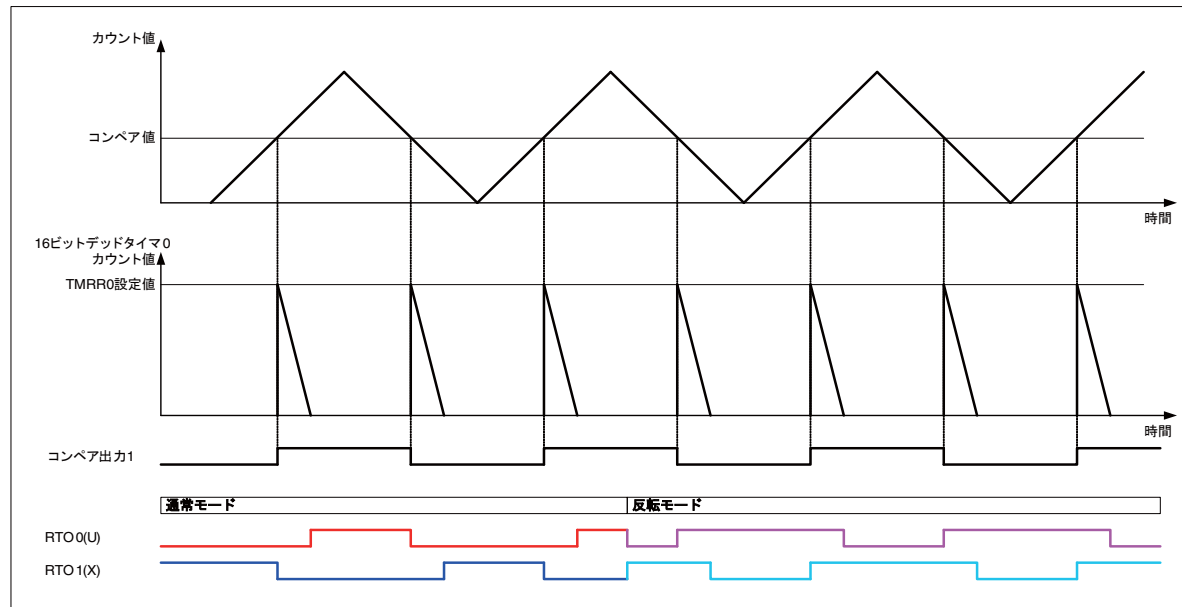 カウント値
コンペア値
時間
16ビットデッドタイマ0
カウント値
TMRR0設定値
時間
コンペア出力1
通常モード
反転モード
RTO0(U)
RTO1(X)